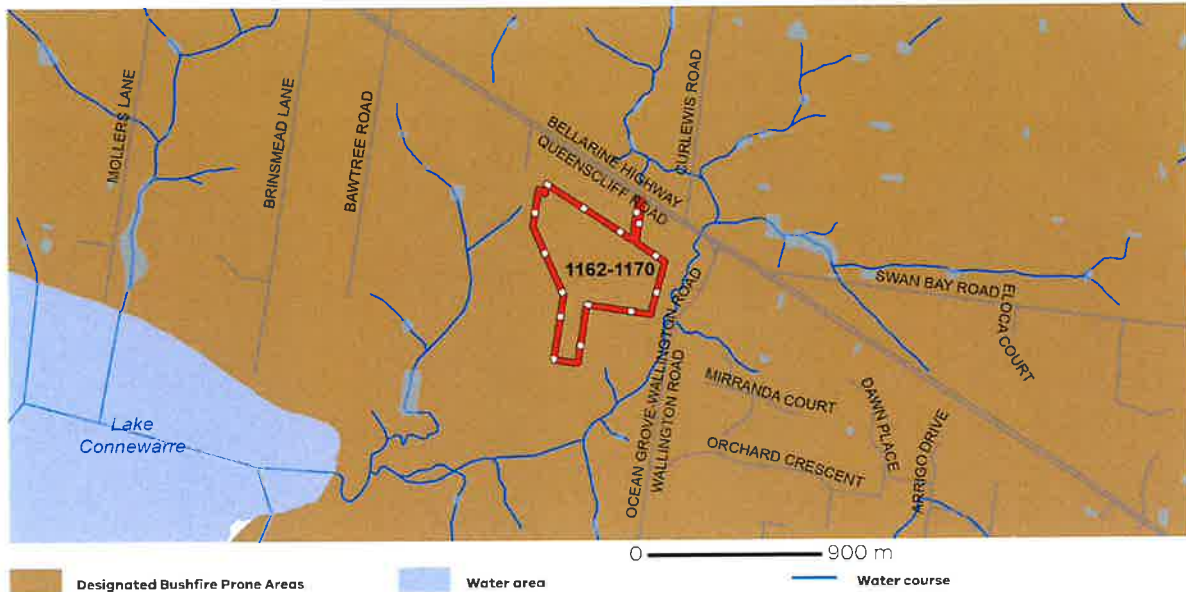 MOLLERS LANE
BRINSMEAD LANE
BAWTREE ROAD
BELLARINE HIGHWAY
QUEENSCLIFF ROAD
CURLEWIS ROAD
1162-1170
SWAN BAY ROAD
ELOCA COURT
OCEAN GROVE-WALLINGTON ROAD
WALLINGTON ROAD
MIRRANDA COURT
DAWN PLACE
ORCHARD CRESCENT
ARRIGO DRIVE
Lake
Connewarre
0 900 m
Designated Bushfire Prone Areas
Water area
Water course